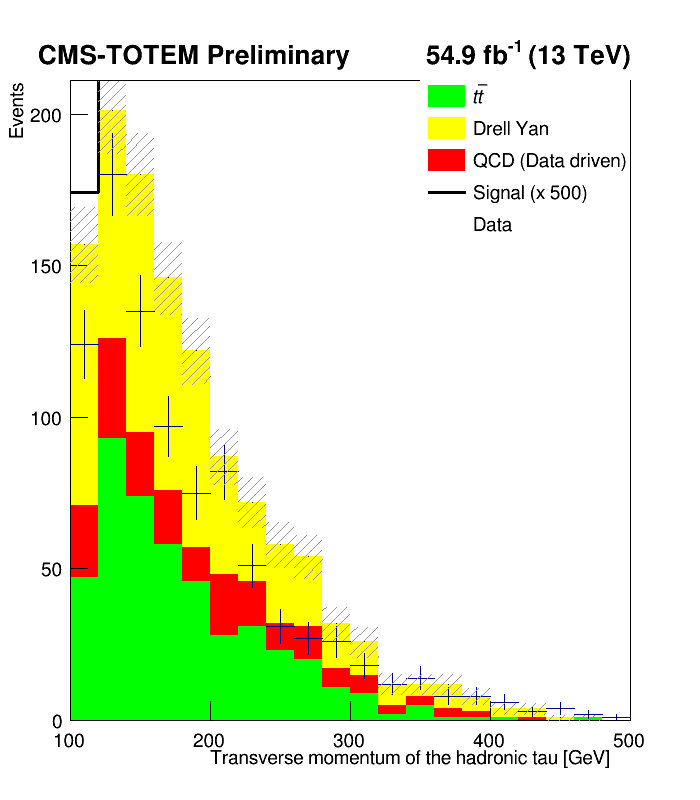 CMS-TOTEM Preliminary 54.9 fb⁻¹ (13 TeV)
Events
tt̅
Drell Yan
QCD (Data driven)
Signal (x 500)
Data
200
150
100
50
0
100 200 300 400 500
Transverse momentum of the hadronic tau [GeV]